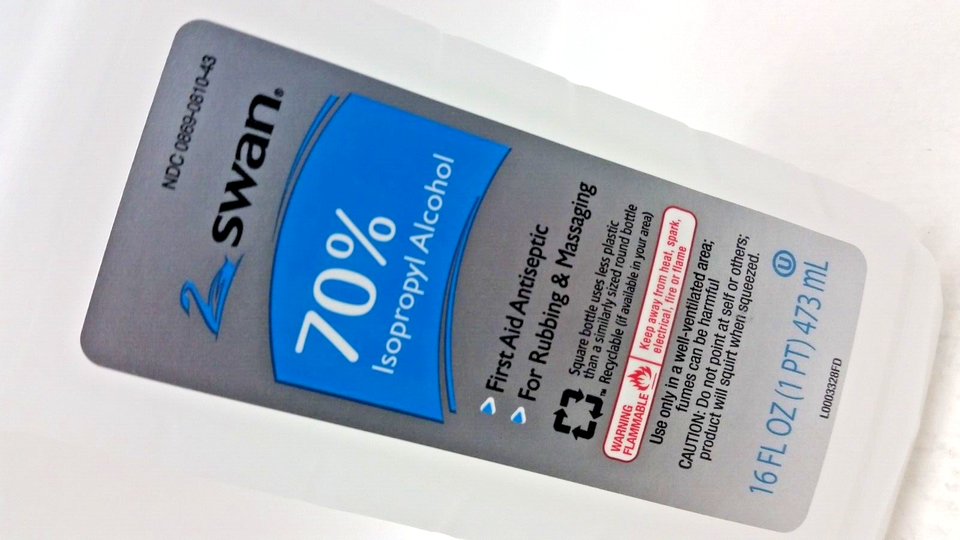 NDC 0869-0810-43
swan®
70%
Isopropyl Alcohol
First Aid Antiseptic
For Rubbing & Massaging
Square bottle uses less plastic
than a similarly sized round bottle
™ Recyclable (if available in your area)
WARNING
FLAMMABLE
Keep away from heat, spark,
electrical, fire or flame
Use only in a well-ventilated area;
fumes can be harmful
CAUTION: Do not point at self or others;
product will squirt when squeezed.
U
16 FL OZ (1 PT) 473 mL
L0003328FD